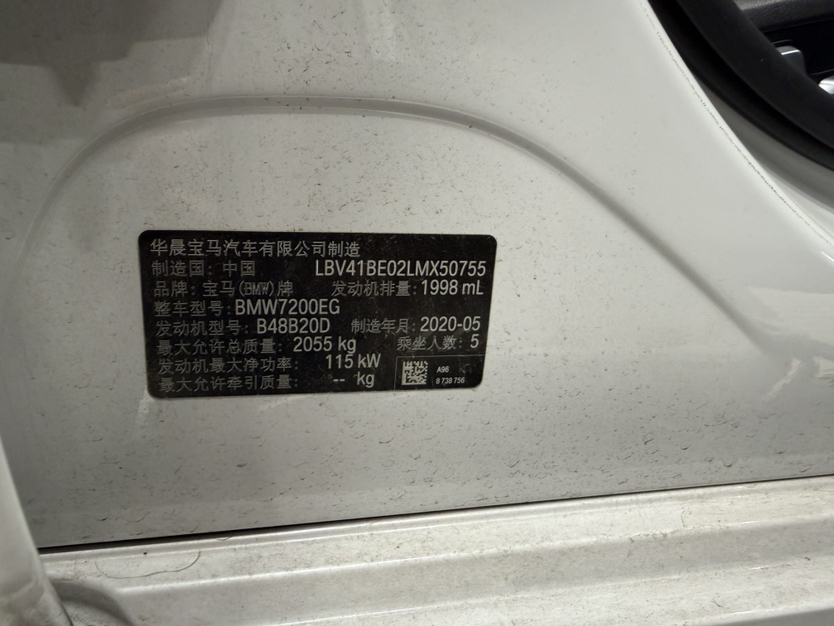 华晨宝马汽车有限公司制造
制造国：中国 LBV41BE02LMX50755
品牌：宝马(BMW)牌 发动机排量：1998 mL
整车型号：BMW7200EG
发动机型号：B48B20D 制造年月：2020-05
最大允许总质量：2055 kg 乘坐人数：5
发动机最大净功率：115 kW
最大允许牵引质量：-- kg
A96
8 738 756